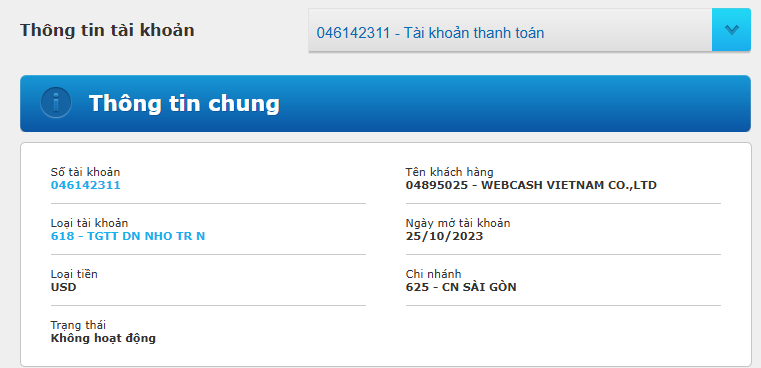 Thông tin tài khoản
046142311 - Tài khoản thanh toán
Thông tin chung
Số tài khoản
046142311
Tên khách hàng
04895025 - WEBCASH VIETNAM CO.,LTD
Loại tài khoản
618 - TGTT DN NHO TR N
Ngày mở tài khoản
25/10/2023
Loại tiền
USD
Chi nhánh
625 - CN SÀI GÒN
Trạng thái
Không hoạt động